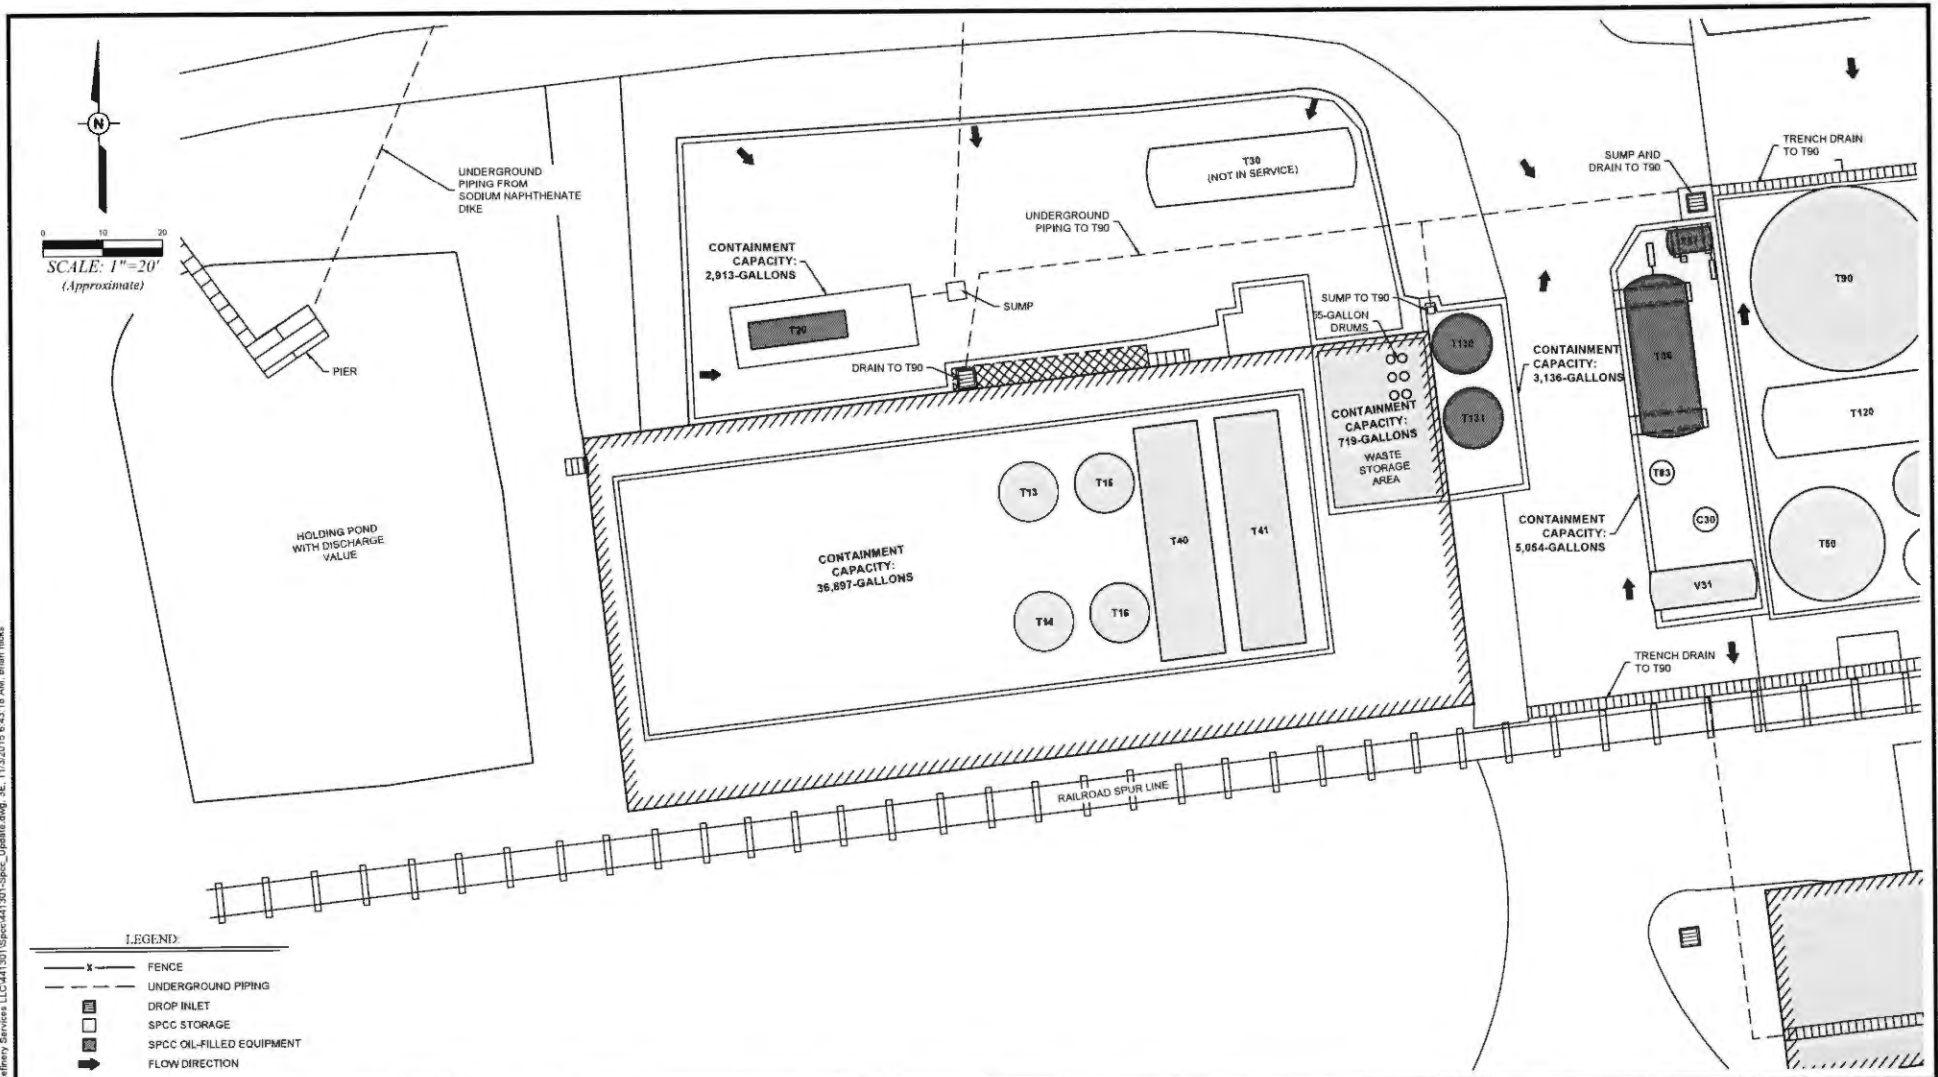 N
0 10 20
SCALE: 1"=20'
(Approximate)
UNDERGROUND
PIPING FROM
SODIUM NAPHTHENATE
DIKE
PIER
HOLDING POND
WITH DISCHARGE
VALUE
CONTAINMENT
CAPACITY:
2,913-GALLONS
T20
SUMP
DRAIN TO T90
T30
(NOT IN SERVICE)
UNDERGROUND
PIPING TO T90
SUMP TO T90
55-GALLON
DRUMS
CONTAINMENT
CAPACITY:
719-GALLONS
WASTE
STORAGE
AREA
T130
T131
CONTAINMENT
CAPACITY:
3,136-GALLONS
SUMP AND
DRAIN TO T90
TRENCH DRAIN
TO T90
T90
T120
T83
C30
T50
V31
CONTAINMENT
CAPACITY:
5,054-GALLONS
TRENCH DRAIN
TO T90
CONTAINMENT
CAPACITY:
36,897-GALLONS
T13
T15
T14
T16
T40
T41
RAILROAD SPUR LINE
LEGEND:
X FENCE
UNDERGROUND PIPING
DROP INLET
SPCC STORAGE
SPCC OIL-FILLED EQUIPMENT
FLOW DIRECTION